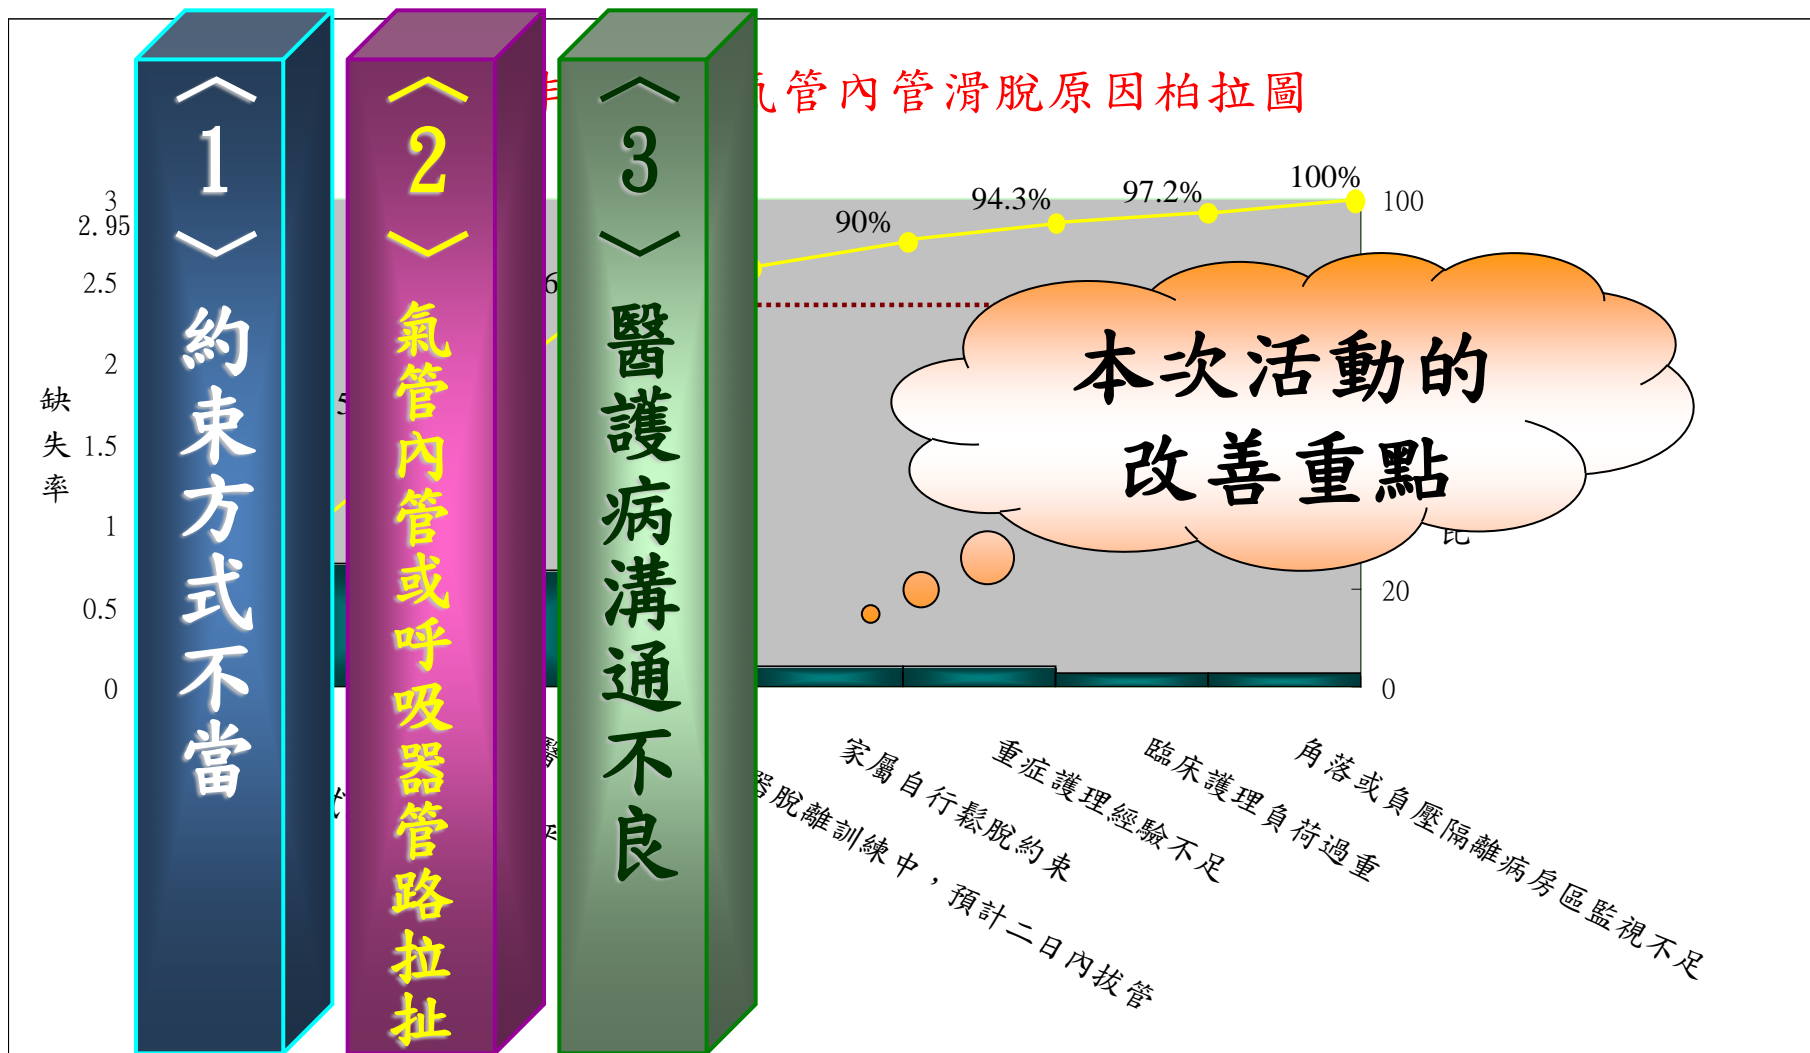 〈1〉約束方式不當
〈2〉氣管內管或呼吸器管路拉扯
〈3〉醫護病溝通不良
管內管滑脫原因柏拉圖
本次活動的
改善重點
缺失率
3
2.95
2.5
2
1.5
1
0.5
0
90%
94.3%
97.2%
100%
100
20
0
比
器脫離訓練中，預計二日內拔管
家屬自行鬆脫約束
重症護理經驗不足
臨床護理負荷過重
角落或負壓隔離病房區監視不足